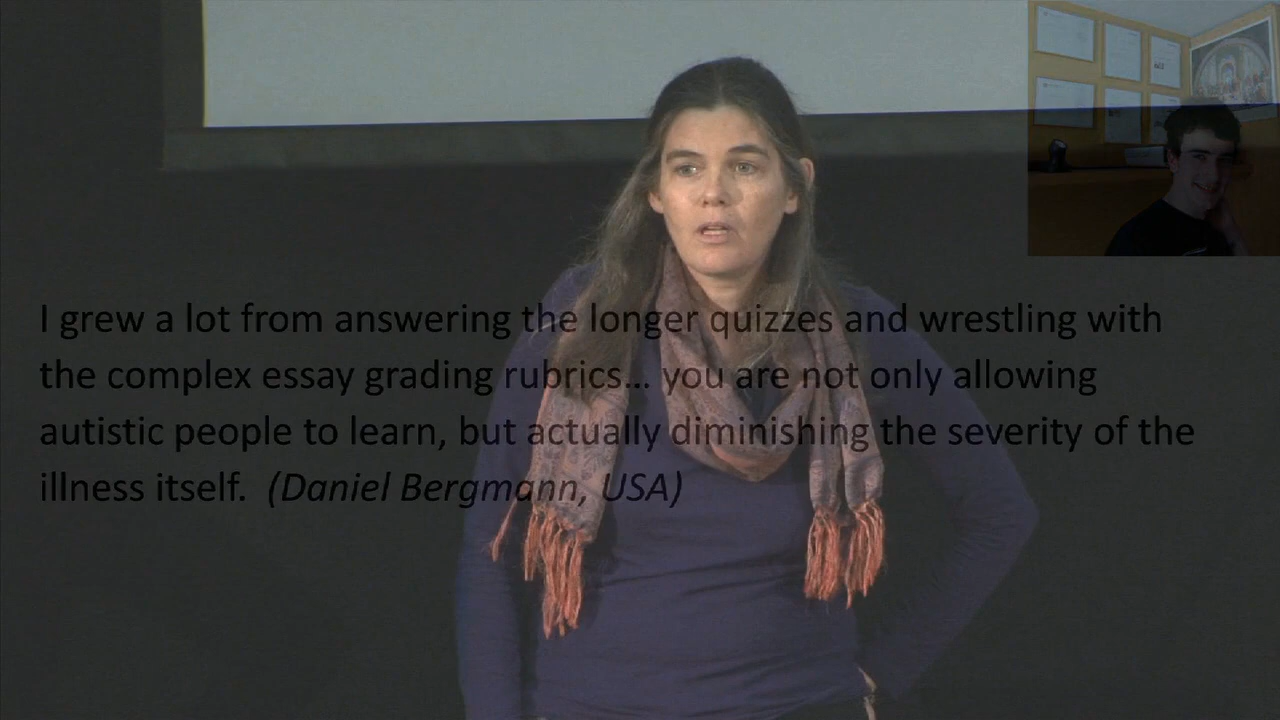 I grew a lot from answering the longer quizzes and wrestling with
the complex essay grading rubrics... you are not only allowing
autistic people to learn, but actually diminishing the severity of the
illness itself. (Daniel Bergmann, USA)